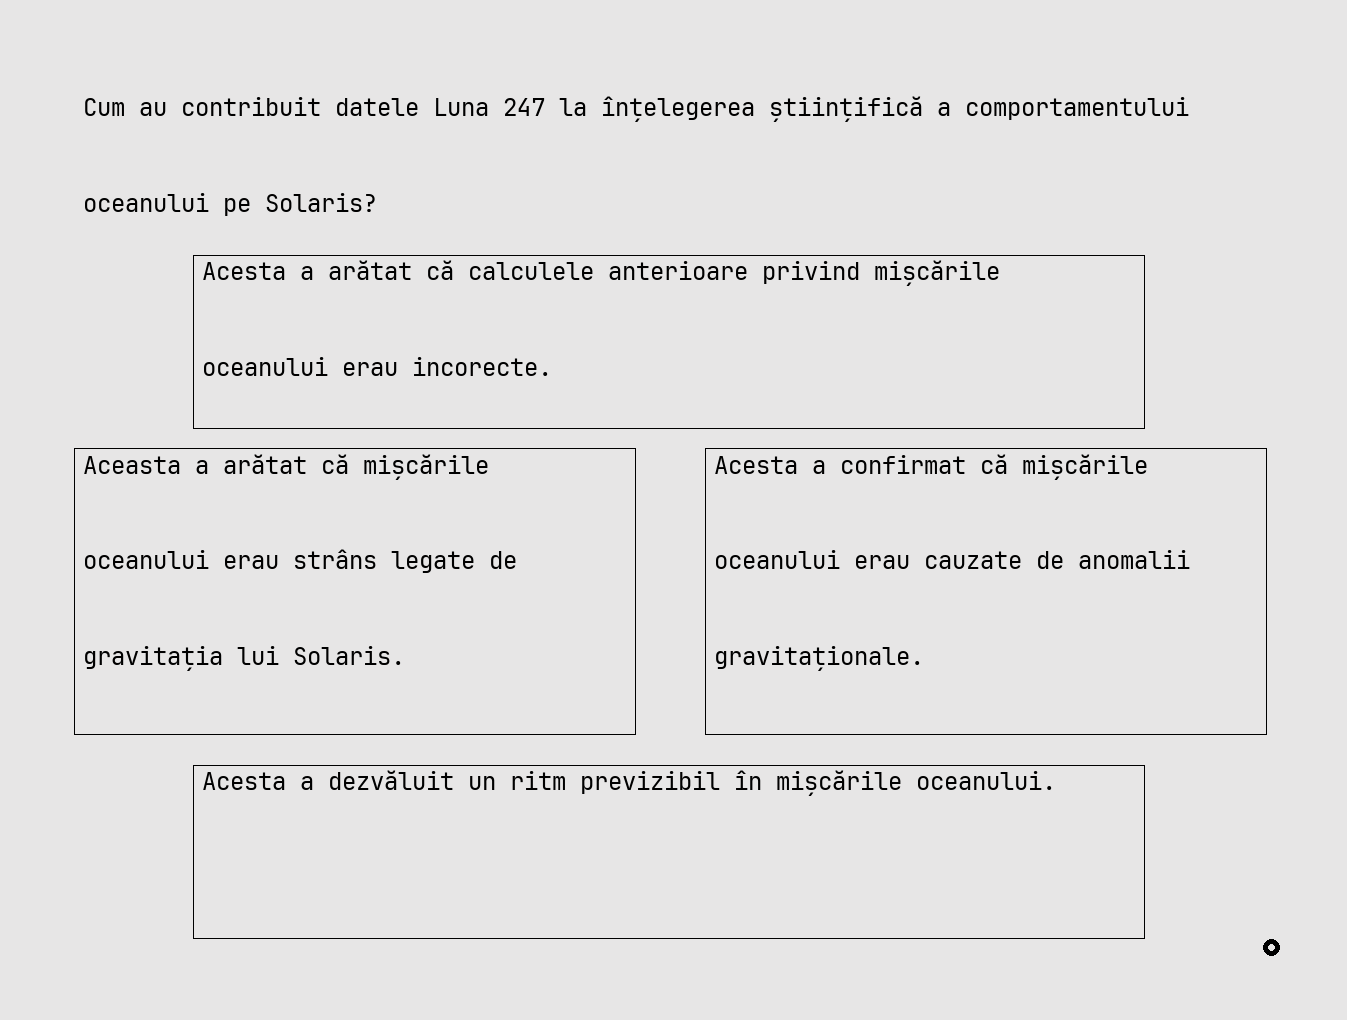 Cum au contribuit datele Luna 247 la înțelegerea științifică a comportamentului
oceanului pe Solaris?
Acesta a arătat că calculele anterioare privind mișcările
oceanului erau incorecte.
Aceasta a arătat că mișcările
oceanului erau strâns legate de
gravitația lui Solaris.
Acesta a confirmat că mișcările
oceanului erau cauzate de anomalii
gravitaționale.
Acesta a dezvăluit un ritm previzibil în mișcările oceanului.